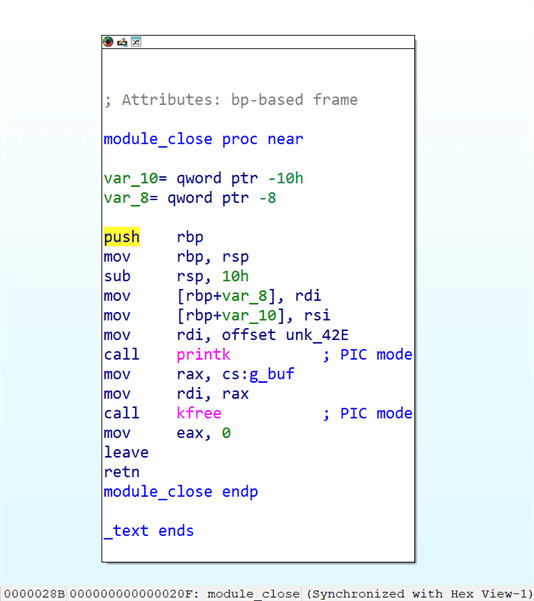 ; Attributes: bp-based frame
module_close proc near
var_10= qword ptr -10h
var_8= qword ptr -8
push rbp
mov rbp, rsp
sub rsp, 10h
mov [rbp+var_8], rdi
mov [rbp+var_10], rsi
mov rdi, offset unk_42E
call printk ; PIC mode
mov rax, cs:g_buf
mov rdi, rax
call kfree ; PIC mode
mov eax, 0
leave
retn
module_close endp
_text ends
0000028B 000000000000020F: module_close (Synchronized with Hex View-1)